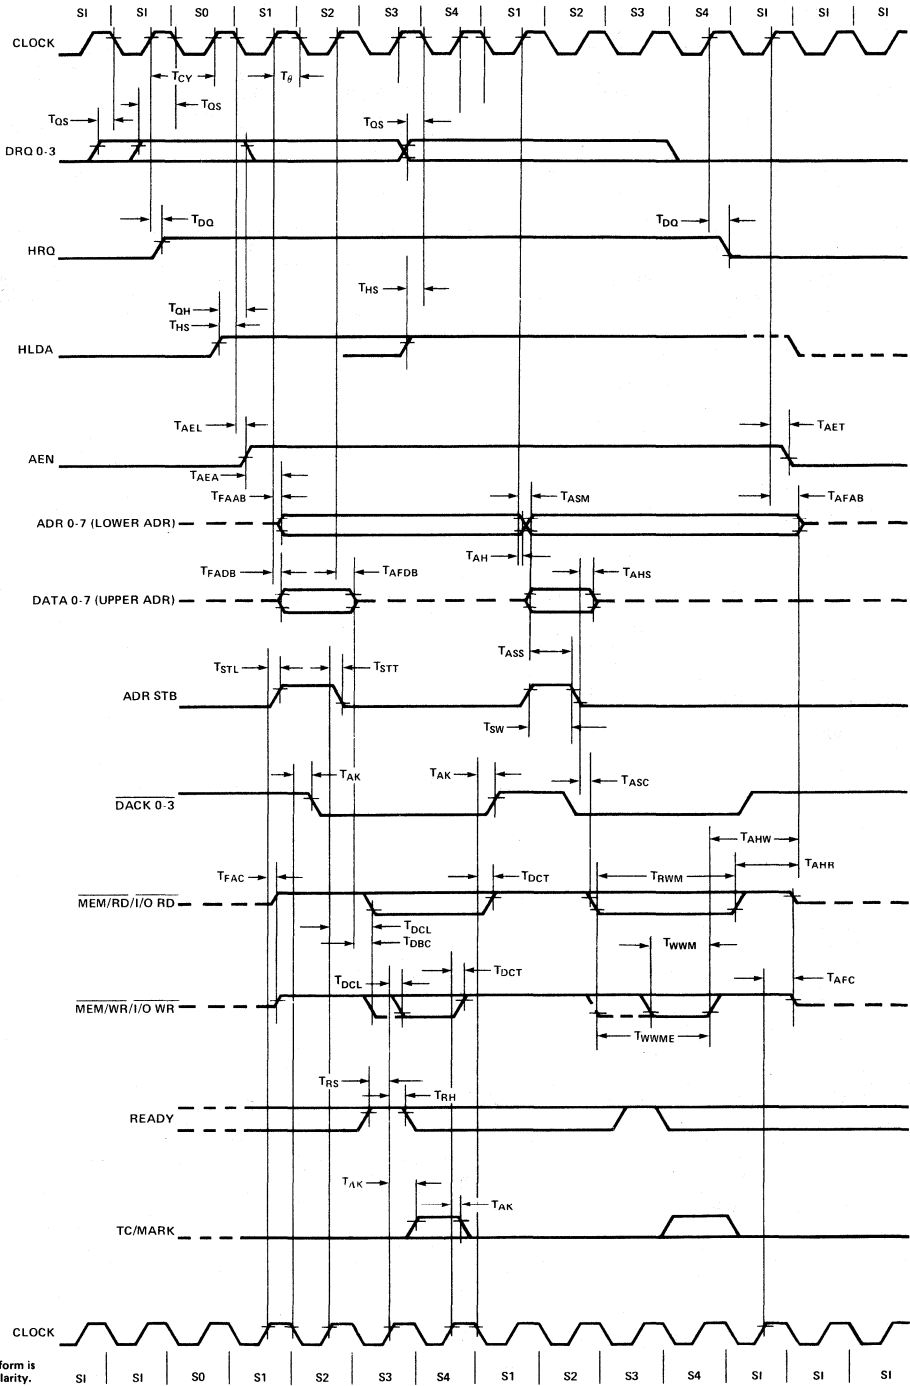 SI SI S0 S1 S2 S3 S4 S1 S2 S3 S4 SI SI SI
CLOCK
TCY Tθ
TQS TQS TQS
DRQ 0-3
TDQ TDQ
HRQ
THS
TQH
THS
HLDA
TAEL TAET
AEN
TAEA
TFAAB TASM TAFAB
ADR 0-7 (LOWER ADR)
TAH
TFADB TAFDB TAHS
DATA 0-7 (UPPER ADR)
TASS
TSTL TSTT
ADR STB
TSW
TAK TAK TASC
DACK 0-3
TAHW
TAHR
TFAC TDCT TRWM
MEM/RD/I/O RD
TDCL
TDBC TWWM
TDCL TDCT TAFC
MEM/WR/I/O WR
TWWME
TRS
TRH
READY
TAK
TAK
TC/MARK
CLOCK
form is
larity.
SI SI S0 S1 S2 S3 S4 S1 S2 S3 S4 SI SI SI